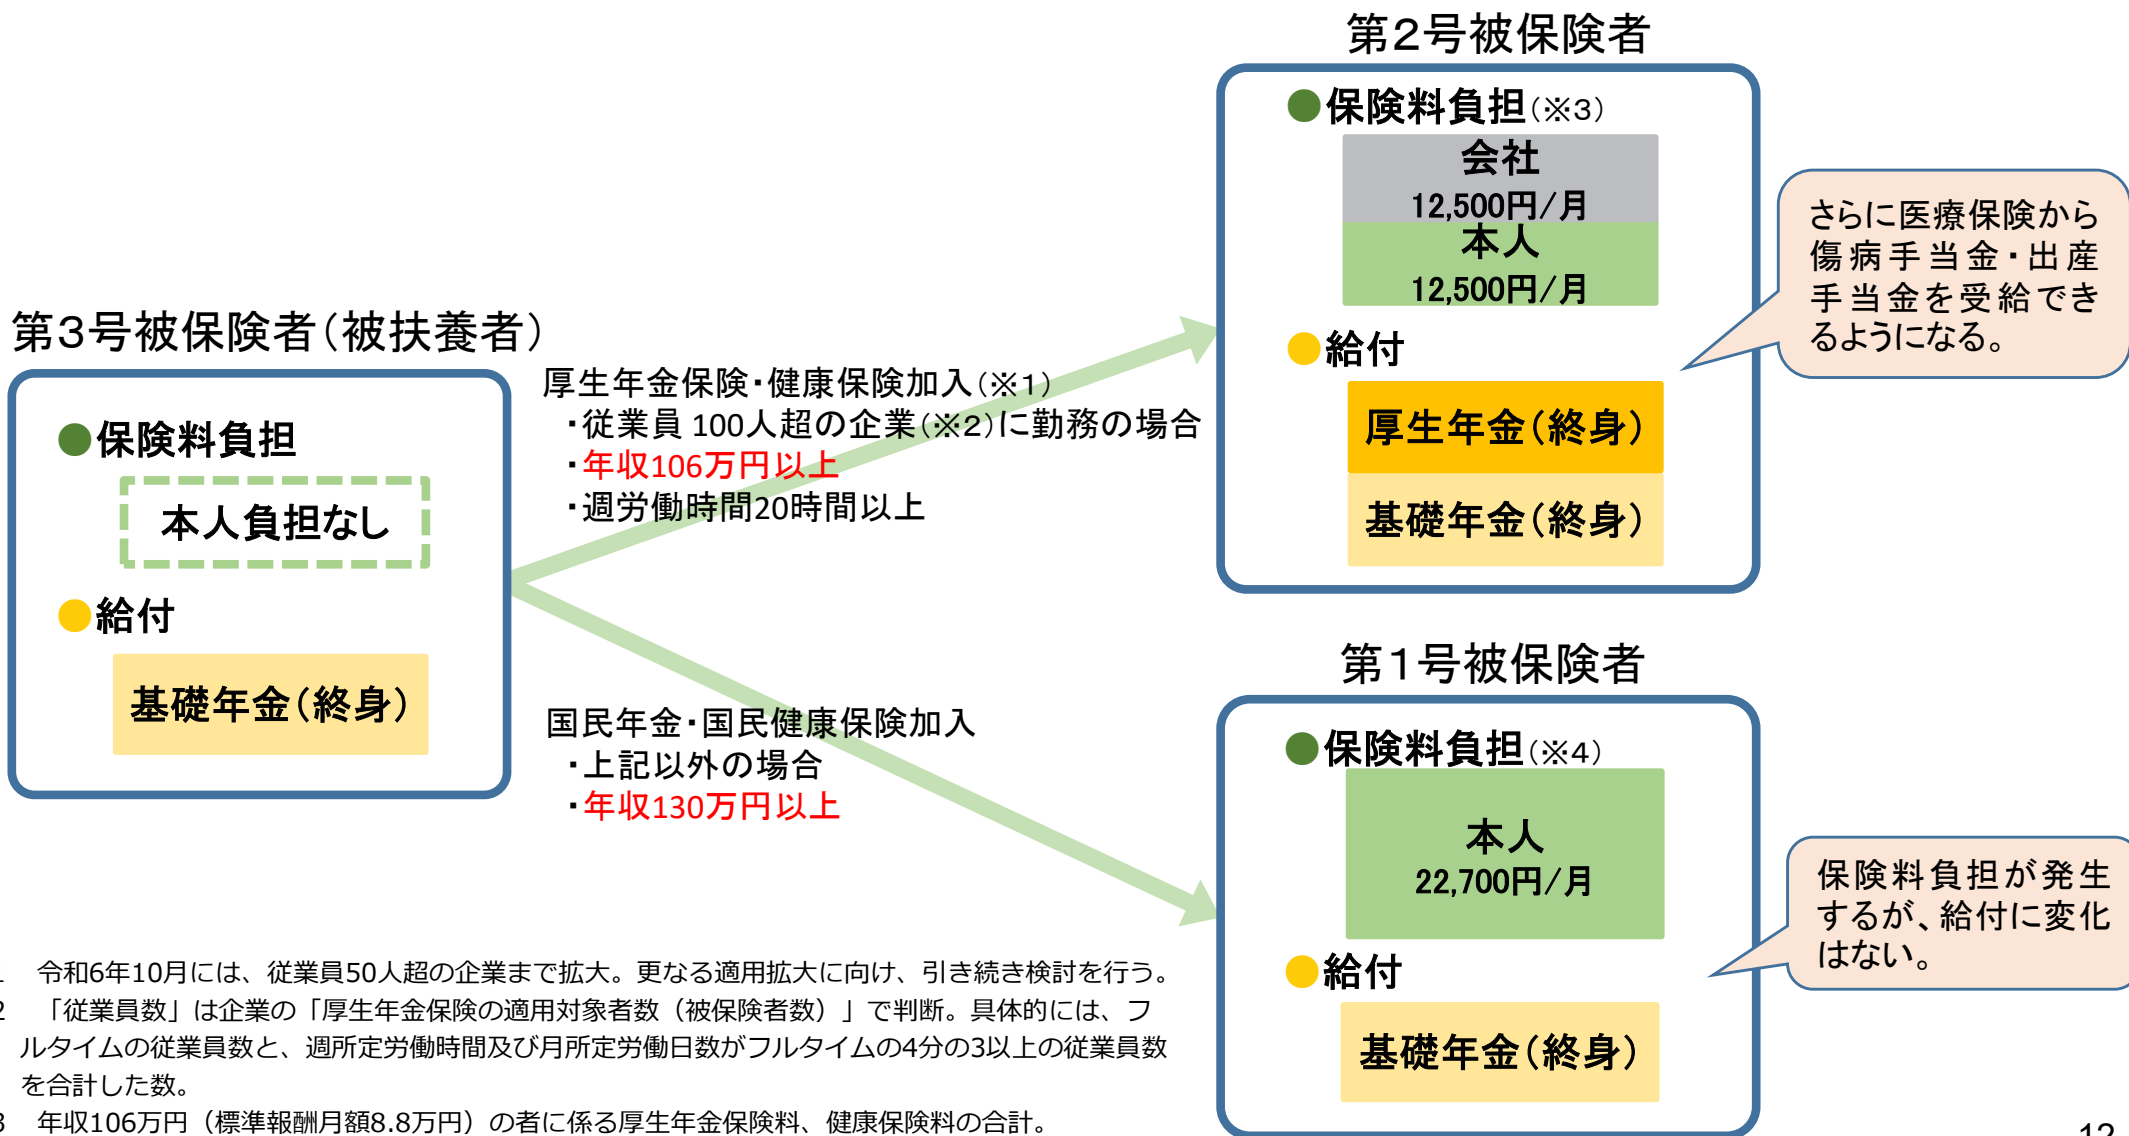 第2号被保険者
●保険料負担(※3)
会社
12,500円/月
本人
12,500円/月
●給付
厚生年金(終身)
基礎年金(終身)
さらに医療保険から
傷病手当金・出産
手当金を受給でき
るようになる。
第3号被保険者(被扶養者)
●保険料負担
本人負担なし
●給付
基礎年金(終身)
厚生年金保険・健康保険加入(※1)
・従業員100人超の企業(※2)に勤務の場合
・年収106万円以上
・週労働時間20時間以上
国民年金・国民健康保険加入
・上記以外の場合
・年収130万円以上
第1号被保険者
●保険料負担(※4)
本人
22,700円/月
●給付
基礎年金(終身)
保険料負担が発生
するが、給付に変化
はない。
令和6年10月には、従業員50人超の企業まで拡大。更なる適用拡大に向け、引き続き検討を行う。
2 「従業員数」は企業の「厚生年金保険の適用対象者数（被保険者数）」で判断。具体的には、フ
ルタイムの従業員数と、週所定労働時間及び月所定労働日数がフルタイムの4分の3以上の従業員数
を合計した数。
3 年収106万円（標準報酬月額8.8万円）の者に係る厚生年金保険料、健康保険料の合計。
12